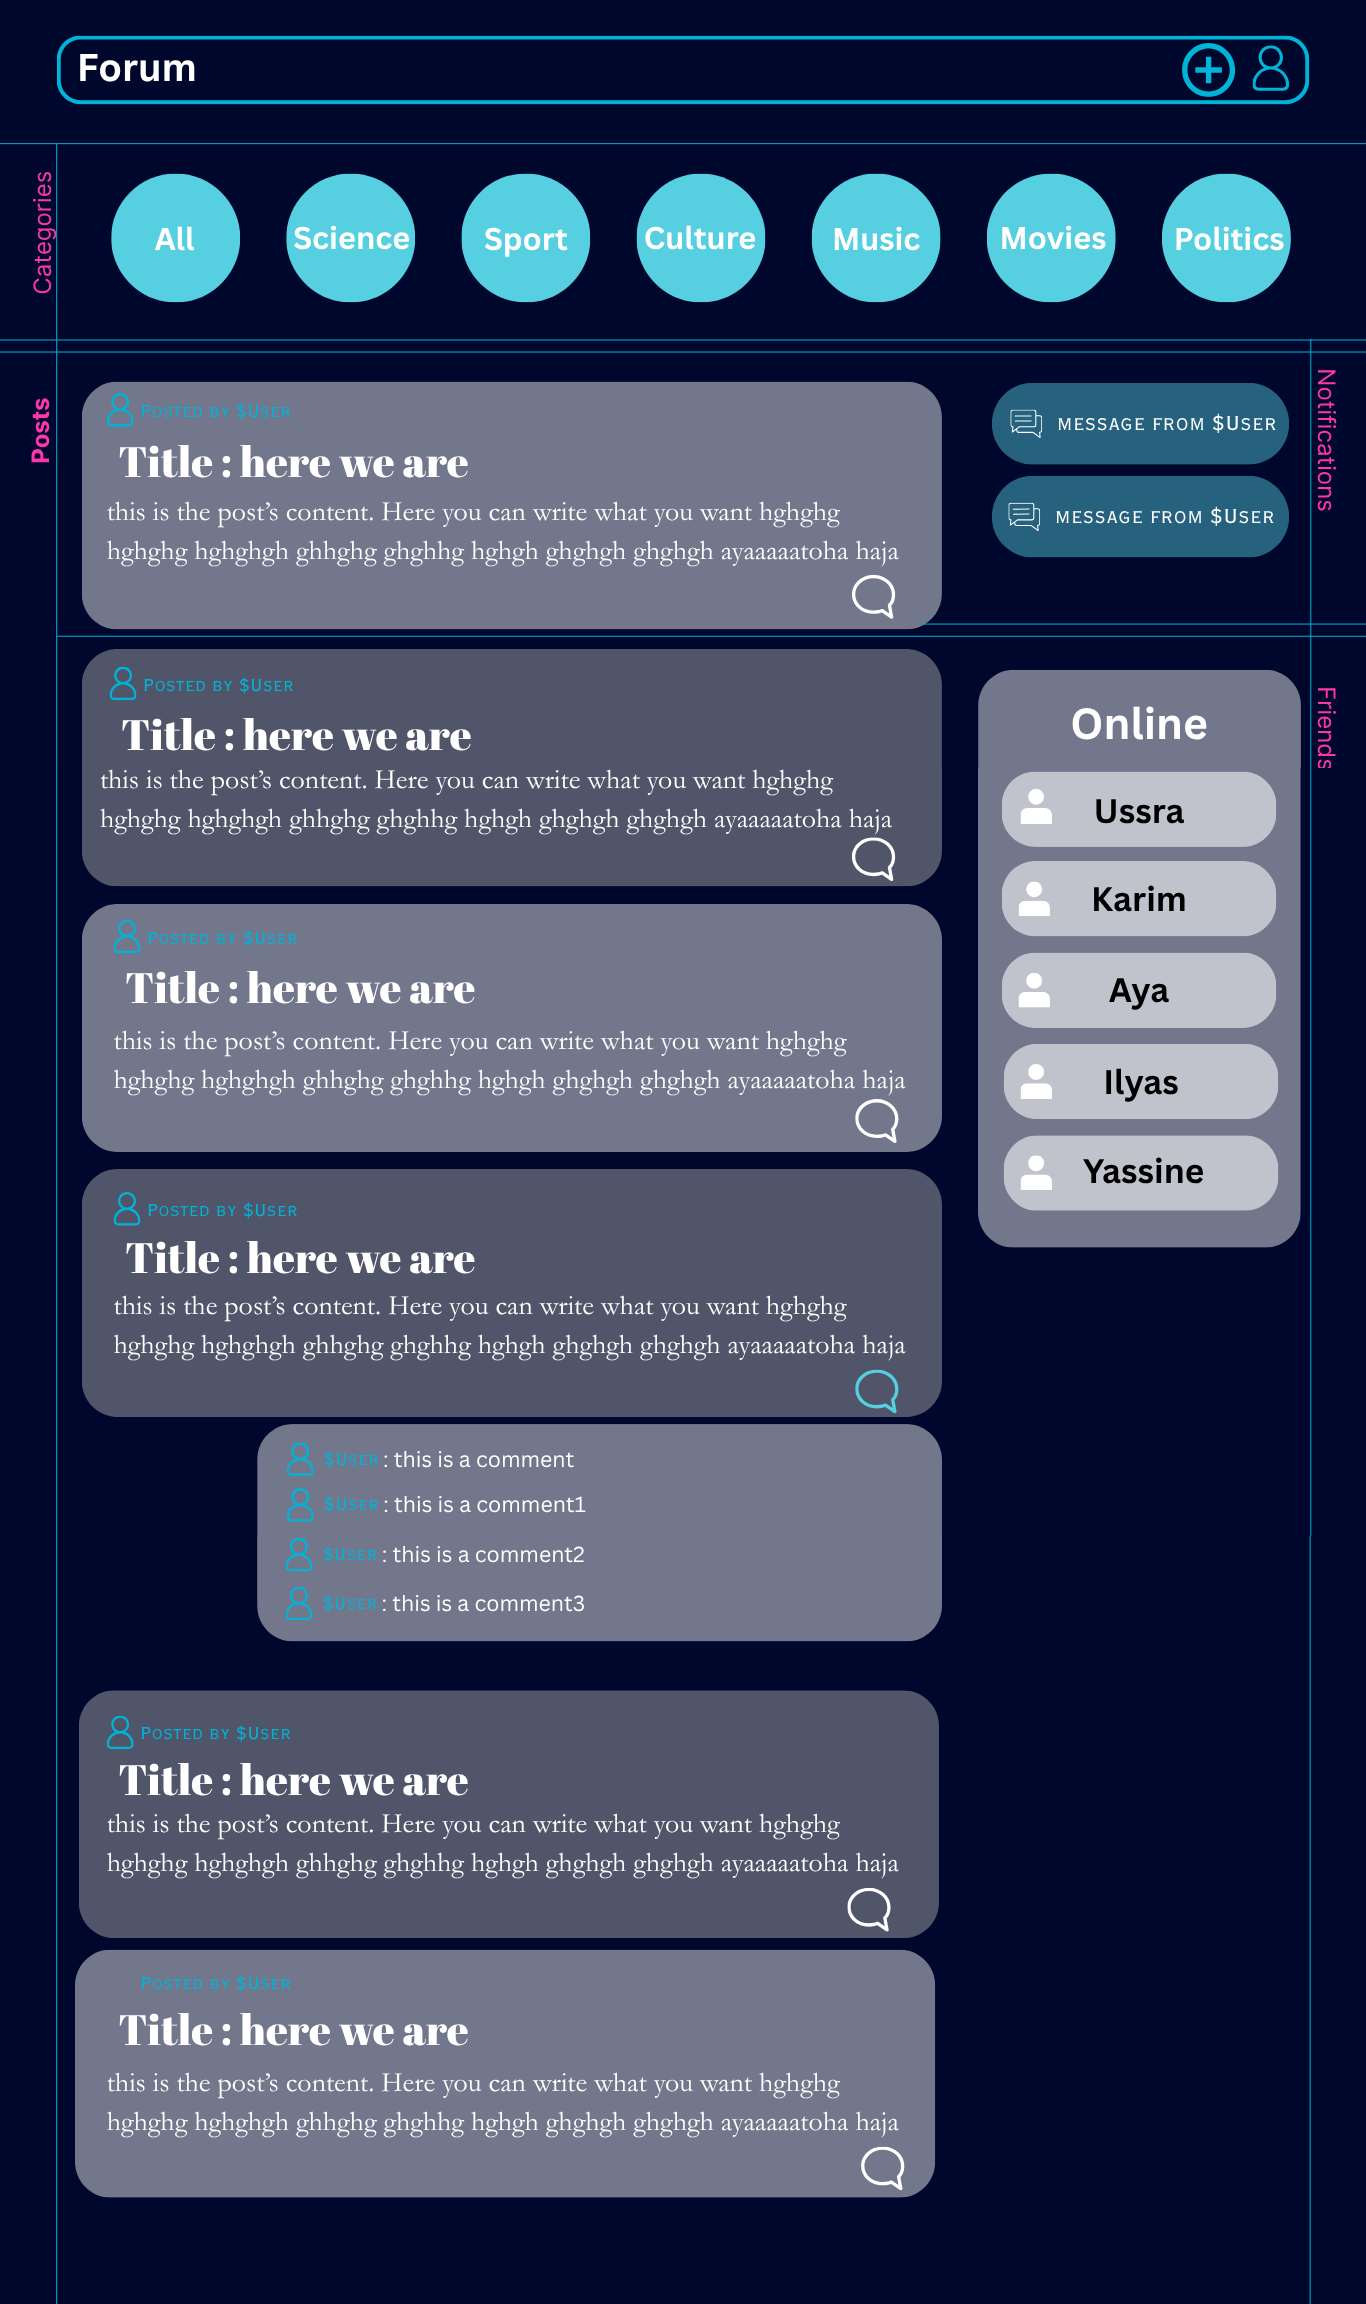 Forum
Categories
All
Science
Sport
Culture
Music
Movies
Politics
Posts
Posted by $User
Title : here we are
this is the post’s content. Here you can write what you want hghghg
hghghg hghghgh ghhghg ghghhg hghgh ghghgh ghghgh ayaaaaatoha haja
Notifications
message from $User
message from $User
Posted by $User
Title : here we are
this is the post’s content. Here you can write what you want hghghg
hghghg hghghgh ghhghg ghghhg hghgh ghghgh ghghgh ayaaaaatoha haja
Friends
Online
Ussra
Karim
Aya
Ilyas
Yassine
Posted by $User
Title : here we are
this is the post’s content. Here you can write what you want hghghg
hghghg hghghgh ghhghg ghghhg hghgh ghghgh ghghgh ayaaaaatoha haja
Posted by $User
Title : here we are
this is the post’s content. Here you can write what you want hghghg
hghghg hghghgh ghhghg ghghhg hghgh ghghgh ghghgh ayaaaaatoha haja
$User : this is a comment
$User : this is a comment1
$User : this is a comment2
$User : this is a comment3
Posted by $User
Title : here we are
this is the post’s content. Here you can write what you want hghghg
hghghg hghghgh ghhghg ghghhg hghgh ghghgh ghghgh ayaaaaatoha haja
Posted by $User
Title : here we are
this is the post’s content. Here you can write what you want hghghg
hghghg hghghgh ghhghg ghghhg hghgh ghghgh ghghgh ayaaaaatoha haja